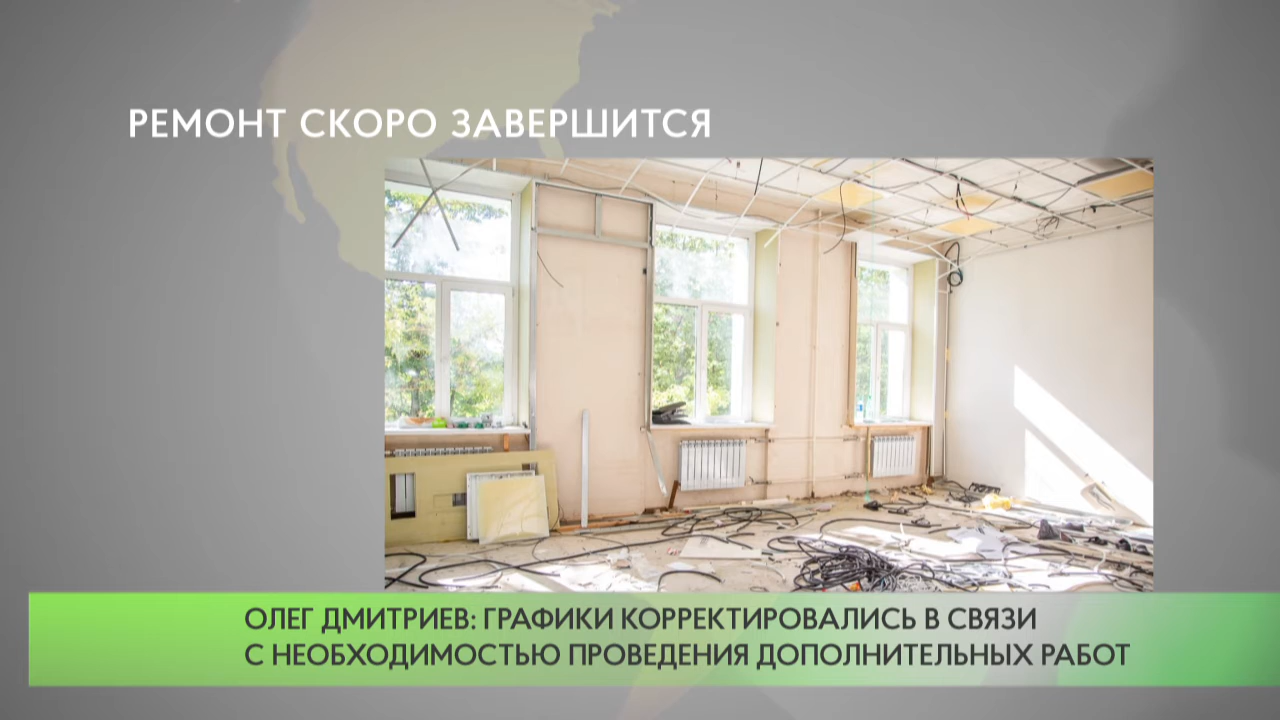 РЕМОНТ СКОРО ЗАВЕРШИТСЯ
ОЛЕГ ДМИТРИЕВ: ГРАФИКИ КОРРЕКТИРОВАЛИСЬ В СВЯЗИ
С НЕОБХОДИМОСТЬЮ ПРОВЕДЕНИЯ ДОПОЛНИТЕЛЬНЫХ РАБОТ